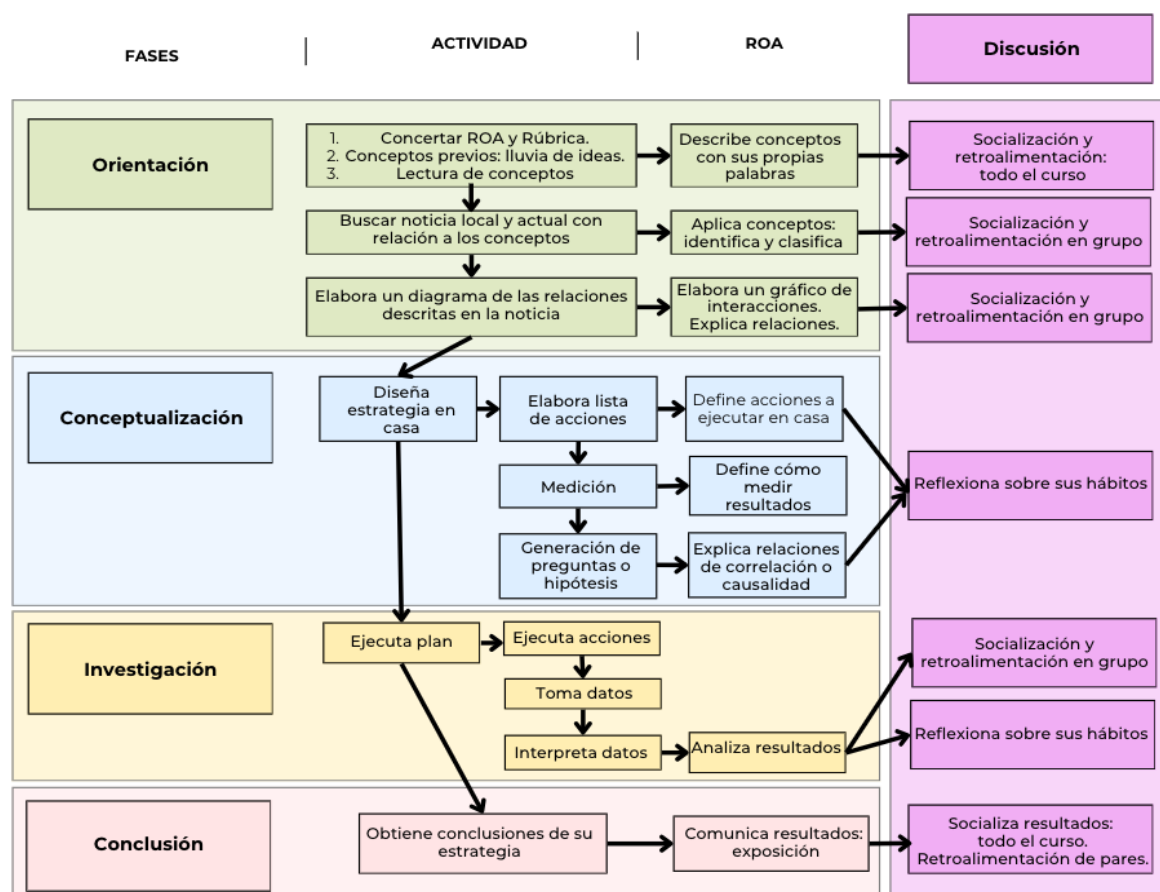 FASES
ACTIVIDAD
ROA
Discusión
Orientación
1. Concertar ROA y Rúbrica.
2. Conceptos previos: lluvia de ideas.
3. Lectura de conceptos
Describe conceptos
con sus propias
palabras
Socialización y
retroalimentación:
todo el curso
Buscar noticia local y actual con
relación a los conceptos
Aplica conceptos:
identifica y clasifica
Socialización y
retroalimentación en grupo
Elabora un diagrama de las relaciones
descritas en la noticia
Elabora un gráfico de
interacciones.
Explica relaciones.
Socialización y
retroalimentación en grupo
Conceptualización
Diseña
estrategia en
casa
Elabora lista
de acciones
Define acciones a
ejecutar en casa
Medición
Define cómo
medir
resultados
Reflexiona sobre sus hábitos
Generación de
preguntas o
hipótesis
Explica relaciones
de correlación o
causalidad
Investigación
Ejecuta plan
Ejecuta acciones
Toma datos
Interpreta datos
Analiza resultados
Socialización y
retroalimentación en grupo
Reflexiona sobre sus hábitos
Conclusión
Obtiene conclusiones de su
estrategia
Comunica resultados:
exposición
Socializa resultados:
todo el curso.
Retroalimentación de pares.